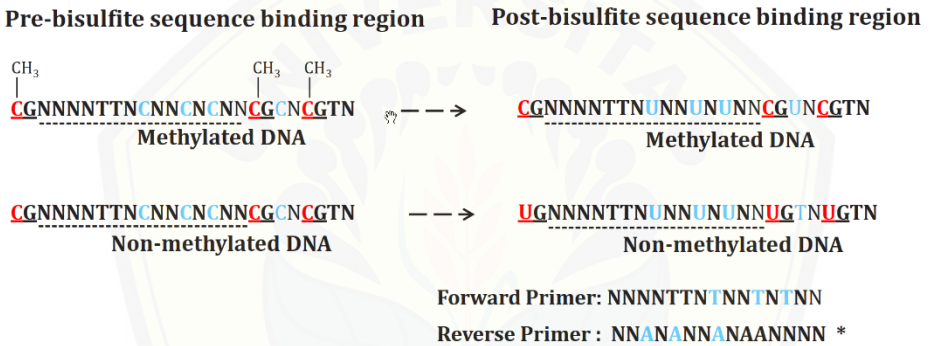 Pre-bisulfite sequence binding region
Post-bisulfite sequence binding region
CH3 CH3 CH3
CGNNNNTTNCNNCNCNNCGCNCGTN
CGNNNNTTNUNNUNUNNCGUNCGTN
Methylated DNA
Methylated DNA
CGNNNNTTNCNNCNCNNCGCNCGTN
UGNNNNTTNUNNUNUNNUGTNUGTN
Non-methylated DNA
Non-methylated DNA
Forward Primer: NNNNTTNTNNTNTNN
Reverse Primer : NNANANNANAANNNN *